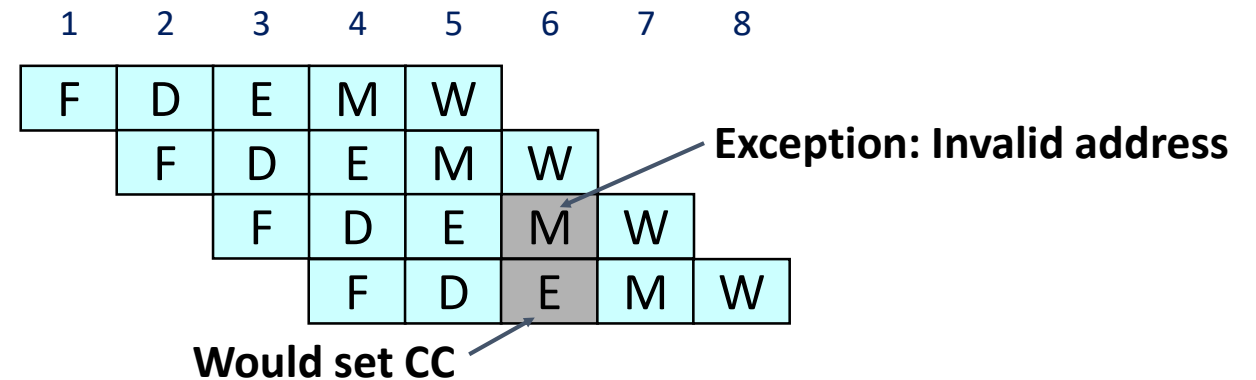 1 2 3 4 5 6 7 8
F D E M W
Exception: Invalid address
F D E M W
F D E M W
F D E M W
Would set CC